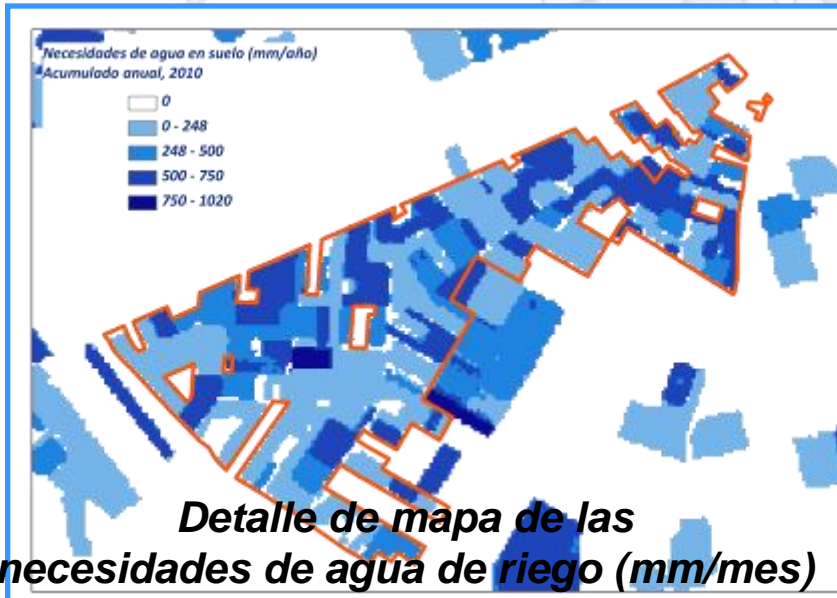 Necesidades de agua en suelo (mm/año)
Acumulado anual, 2010
0
0 - 248
248 - 500
500 - 750
750 - 1020
Detalle de mapa de las
necesidades de agua de riego (mm/mes)